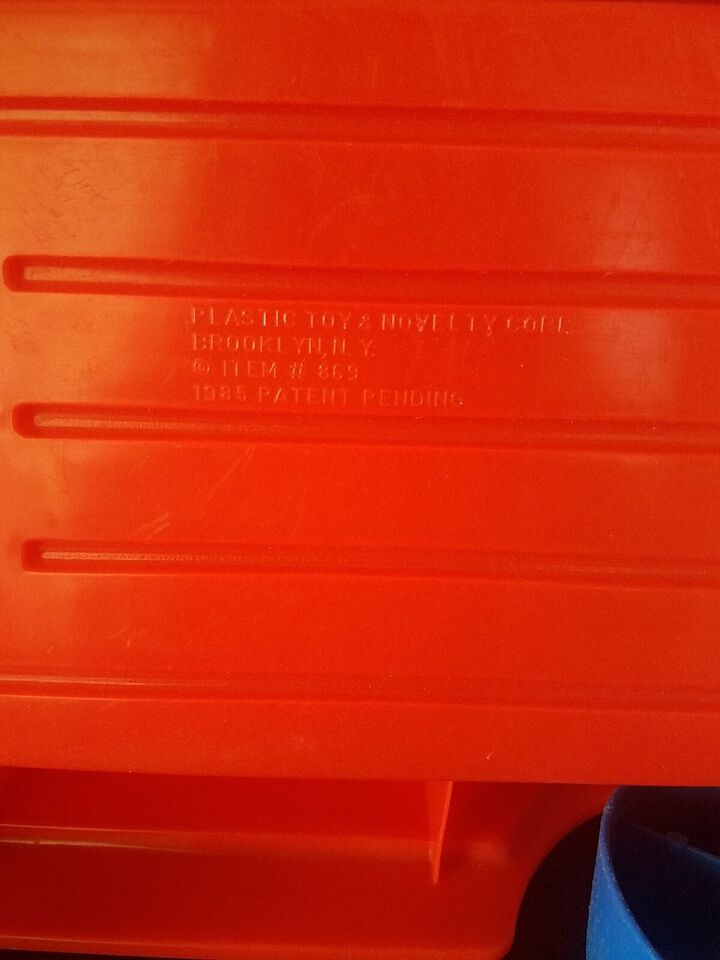 PLASTIC TOY & NOVELTY CORP.
BROOKLYN, N.Y.
© ITEM # 869
1985 PATENT PENDING